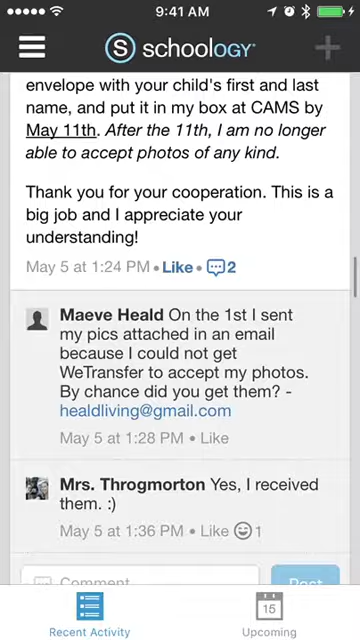 9:41 AM
S schoology®
envelope with your child's first and last
name, and put it in my box at CAMS by
May 11th. After the 11th, I am no longer
able to accept photos of any kind.
Thank you for your cooperation. This is a
big job and I appreciate your
understanding!
May 5 at 1:24 PM • Like • 2
Maeve Heald On the 1st I sent
my pics attached in an email
because I could not get
WeTransfer to accept my photos.
By chance did you get them? -
healdliving@gmail.com
May 5 at 1:28 PM • Like
Mrs. Throgmorton Yes, I received
them. :)
May 5 at 1:36 PM • Like 1
Comment
Post
15
Recent Activity
Upcoming